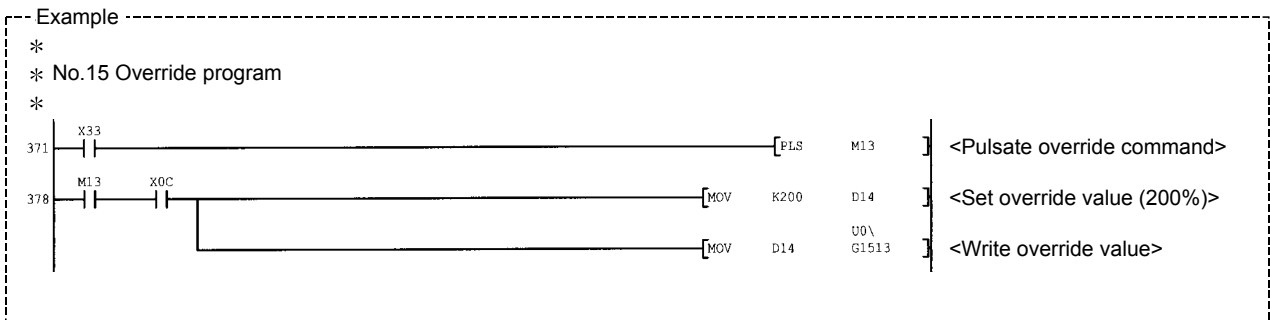 Example
*
* No.15 Override program
*
X33
371 [PLS M13 ] <Pulsate override command>
M13 X0C
378 [MOV K200 D14 ] <Set override value (200%)>
U0\
[MOV D14 G1513 ] <Write override value>